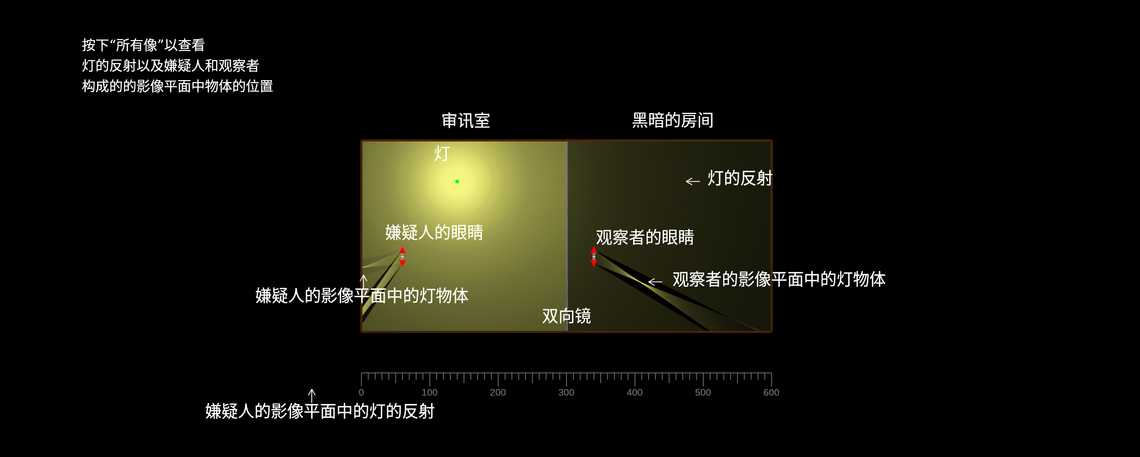 按下“所有像”以查看
灯的反射以及嫌疑人和观察者
构成的的影像平面中物体的位置
审讯室
黑暗的房间
灯
灯的反射
嫌疑人的眼睛
观察者的眼睛
观察者的影像平面中的灯物体
嫌疑人的影像平面中的灯物体
双向镜
0 100 200 300 400 500 600
嫌疑人的影像平面中的灯的反射